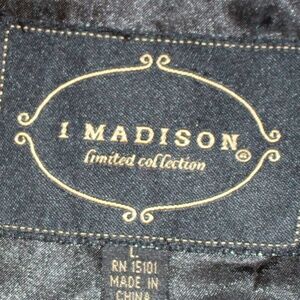 I MADISON®
limited collection
L
RN 15101
MADE IN
CHINA